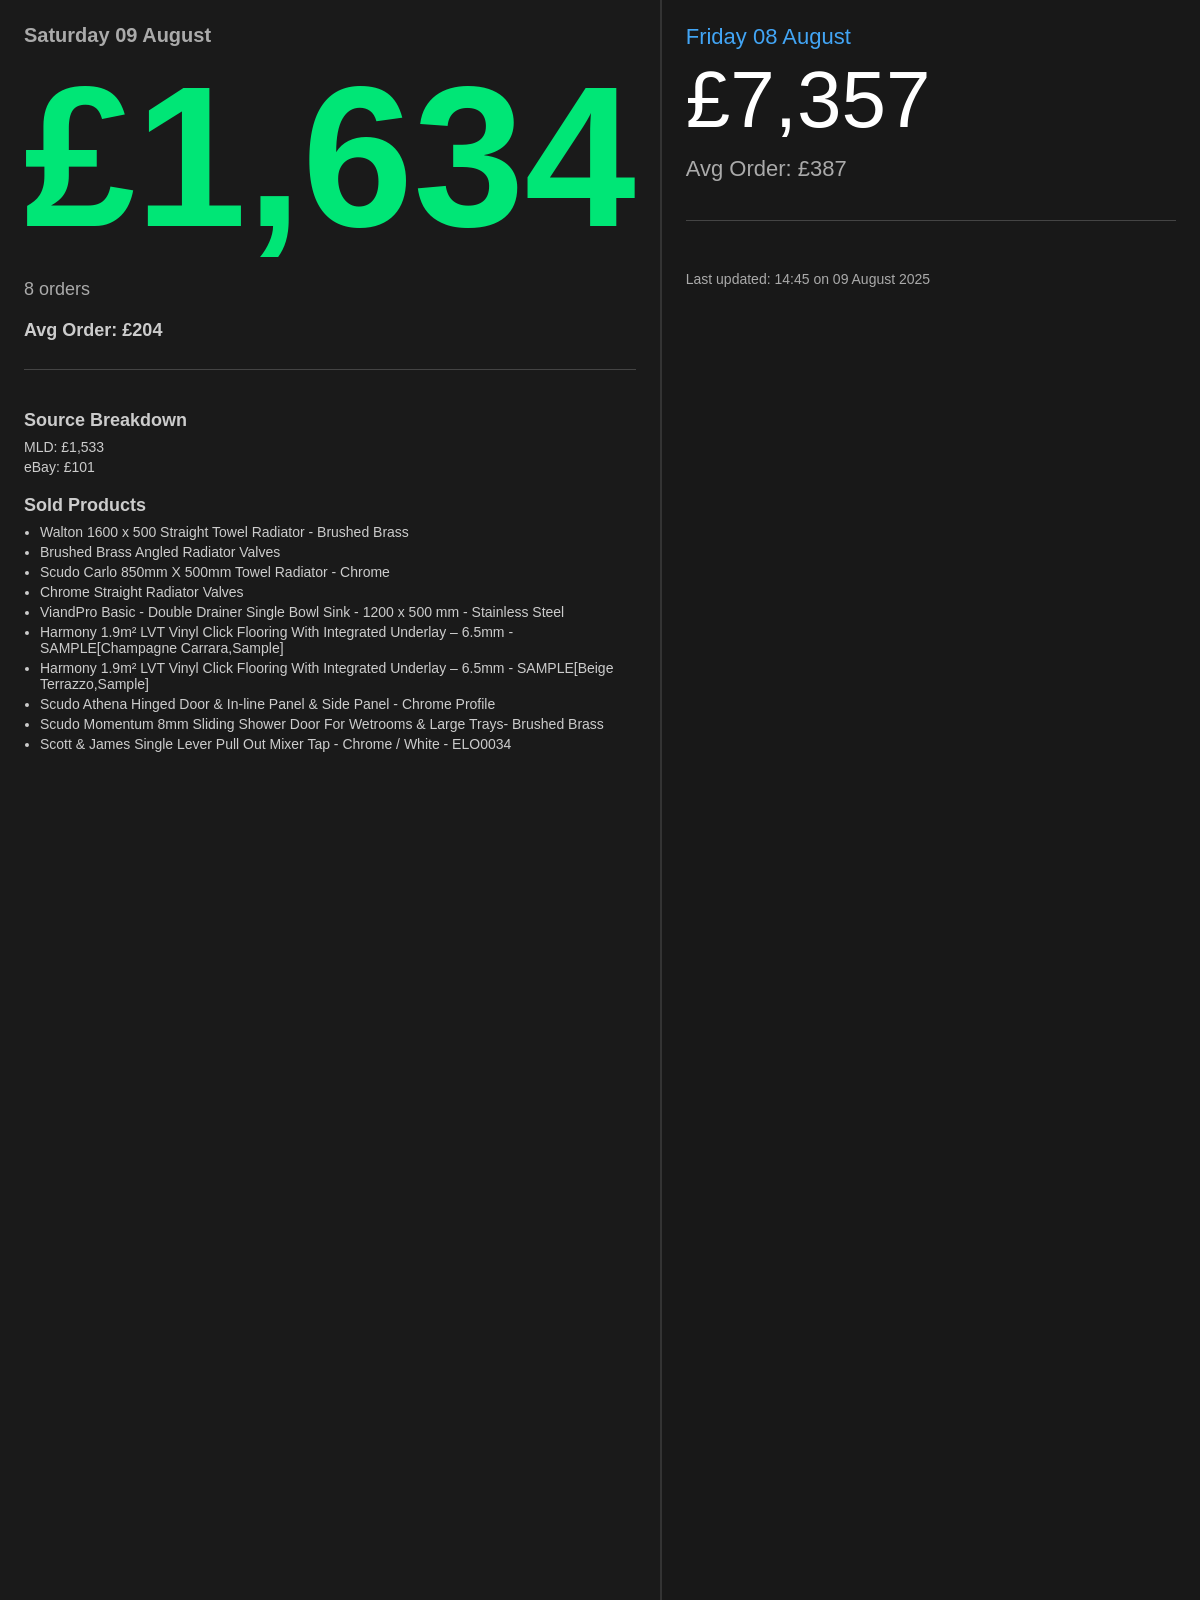 Saturday 09 August
£1,634
8 orders
Avg Order: £204
Source Breakdown
MLD: £1,533
eBay: £101
Sold Products
• Walton 1600 x 500 Straight Towel Radiator - Brushed Brass
• Brushed Brass Angled Radiator Valves
• Scudo Carlo 850mm X 500mm Towel Radiator - Chrome
• Chrome Straight Radiator Valves
• ViandPro Basic - Double Drainer Single Bowl Sink - 1200 x 500 mm - Stainless Steel
• Harmony 1.9m² LVT Vinyl Click Flooring With Integrated Underlay – 6.5mm -
SAMPLE[Champagne Carrara,Sample]
• Harmony 1.9m² LVT Vinyl Click Flooring With Integrated Underlay – 6.5mm - SAMPLE[Beige
Terrazzo,Sample]
• Scudo Athena Hinged Door & In-line Panel & Side Panel - Chrome Profile
• Scudo Momentum 8mm Sliding Shower Door For Wetrooms & Large Trays- Brushed Brass
• Scott & James Single Lever Pull Out Mixer Tap - Chrome / White - ELO0034
Friday 08 August
£7,357
Avg Order: £387
Last updated: 14:45 on 09 August 2025